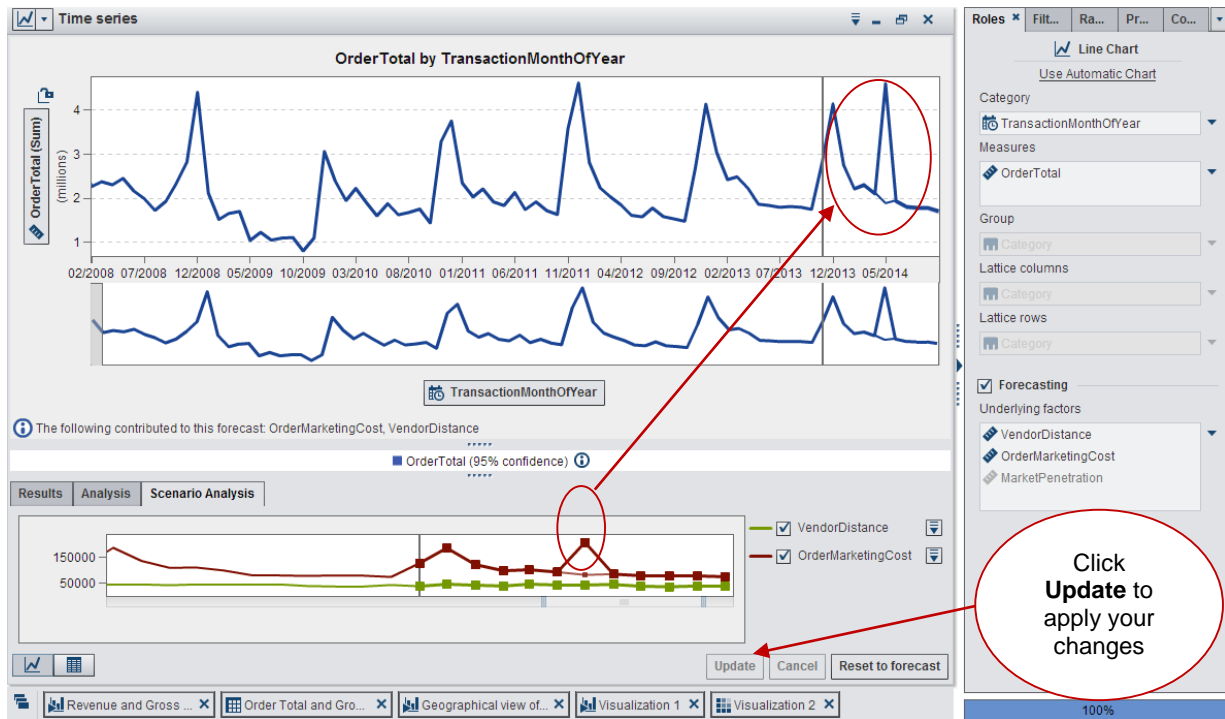 Time series
OrderTotal by TransactionMonthOfYear
OrderTotal (Sum)
(millions)
4
3
2
1
02/2008 07/2008 12/2008 05/2009 10/2009 03/2010 08/2010 01/2011 06/2011 11/2011 04/2012 09/2012 02/2013 07/2013 12/2013 05/2014
TransactionMonthOfYear
The following contributed to this forecast: OrderMarketingCost, VendorDistance
OrderTotal (95% confidence)
Results Analysis Scenario Analysis
150000
50000
VendorDistance
OrderMarketingCost
Update Cancel Reset to forecast
Revenue and Gross ... Order Total and Gro... Geographical view of... Visualization 1 Visualization 2
Roles Filt... Ra... Pr... Co...
Line Chart
Use Automatic Chart
Category
TransactionMonthOfYear
Measures
OrderTotal
Group
Category
Lattice columns
Category
Lattice rows
Category
Forecasting
Underlying factors
VendorDistance
OrderMarketingCost
MarketPenetration
Click
Update to
apply your
changes
100%